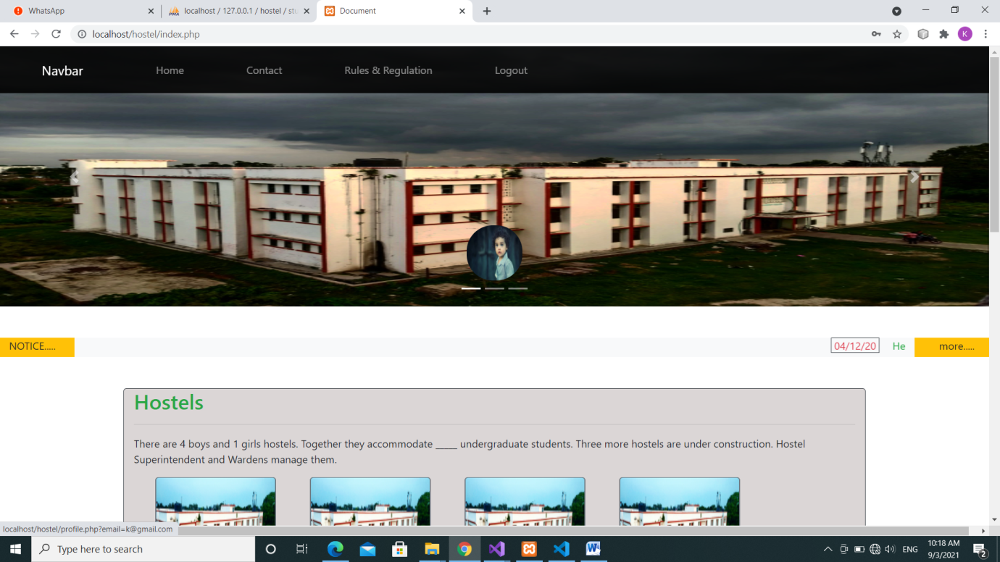 WhatsApp
localhost / 127.0.0.1 / hostel / stu
Document
localhost/hostel/index.php
K
Navbar Home Contact Rules & Regulation Logout
NOTICE..... 04/12/20 He more.....
Hostels
There are 4 boys and 1 girls hostels. Together they accommodate _____ undergraduate students. Three more hostels are under construction. Hostel
Superintendent and Wardens manage them.
localhost/hostel/profile.php?email=k@gmail.com
Type here to search
ENG
10:18 AM
9/3/2021
2